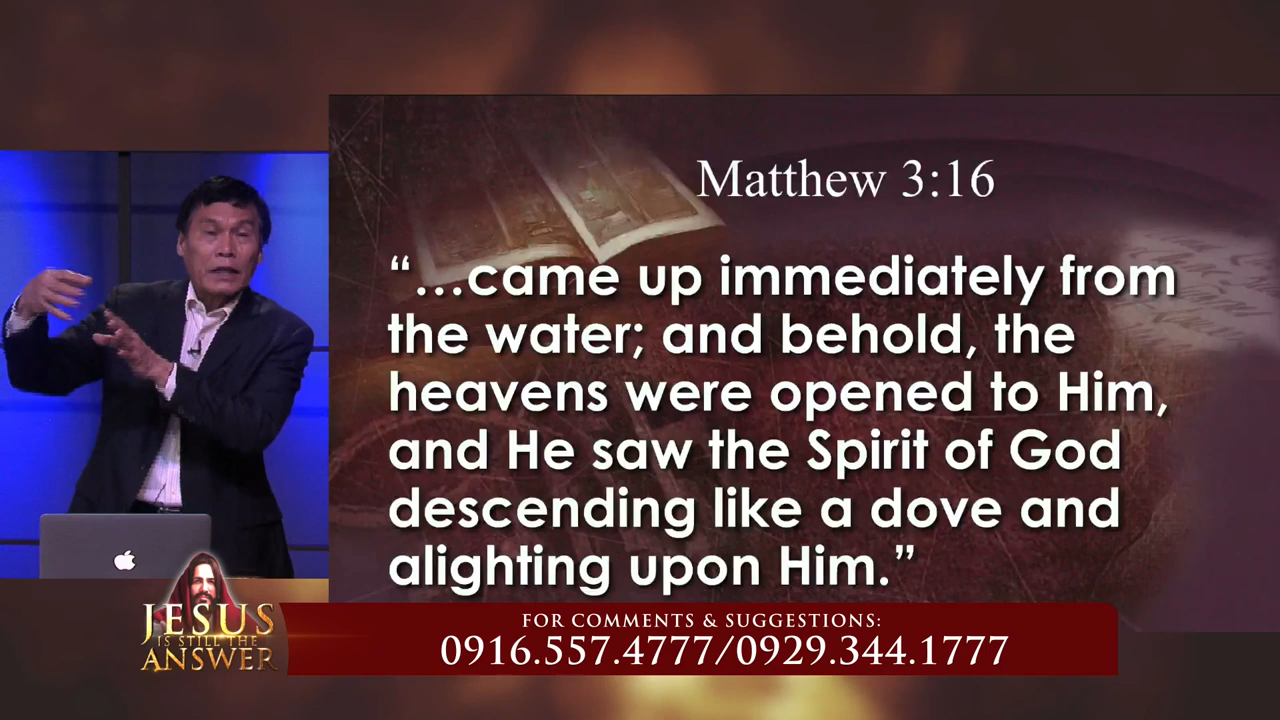 Matthew 3:16
“…came up immediately from
the water; and behold, the
heavens were opened to Him,
and He saw the Spirit of God
descending like a dove and
alighting upon Him.”
JESUS
IS STILL THE
ANSWER
FOR COMMENTS & SUGGESTIONS:
0916.557.4777/0929.344.1777